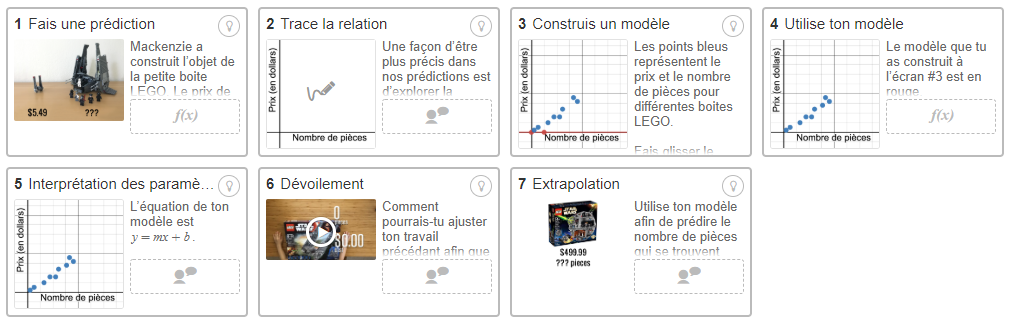 1 Fais une prédiction
Mackenzie a
construit l'objet de
la petite boite
LEGO. Le prix de
$5.49
???
f(x)
2 Trace la relation
Prix (en dollars)
Nombre de pièces
Une façon d'être
plus précis dans
nos prédictions est
d'explorer la
3 Construis un modèle
Prix (en dollars)
Nombre de pièces
Les points bleus
représentent le
prix et le nombre
de pièces pour
différentes boites
LEGO.
Fais glisser le
4 Utilise ton modèle
Prix (en dollars)
Nombre de pièces
Le modèle que tu
as construit à
l'écran #3 est en
rouge.
f(x)
5 Interprétation des paramè...
Prix (en dollars)
Nombre de pièces
L'équation de ton
modèle est
y = mx + b .
6 Dévoilement
0
$0.00
Comment
pourrais-tu ajuster
ton travail
précédant afin que
7 Extrapolation
STAR WARS
$499.99
??? pieces
Utilise ton modèle
afin de prédire le
nombre de pièces
qui se trouvent